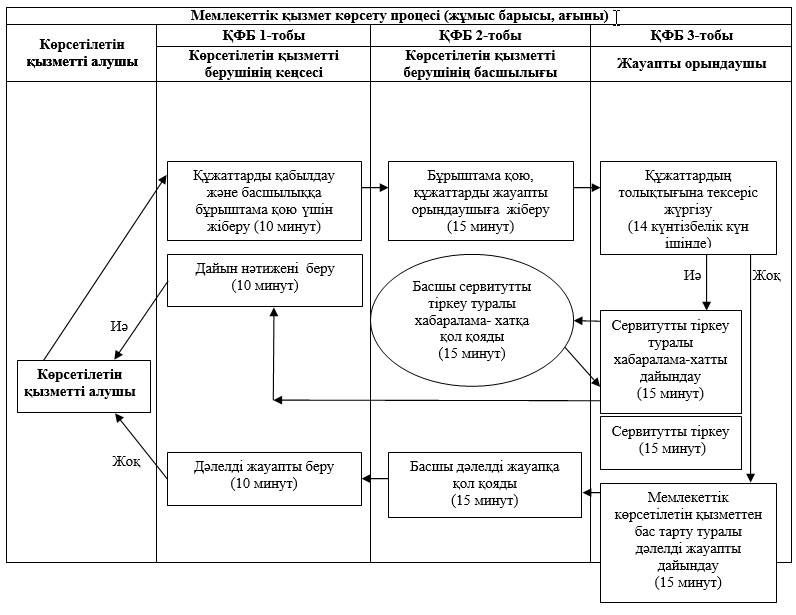 Мемлекеттік қызмет көрсету процесі (жұмыс барысы, ағыны)
Көрсетілетін
қызметті алушы
ҚФБ 1-тобы
ҚФБ 2-тобы
ҚФБ 3-тобы
Көрсетілетін қызметті
берушінің кеңсесі
Көрсетілетін қызметті
берушінің басшылығы
Жауапты орындаушы
Құжаттарды қабылдау
және басшылыққа
бұрыштама қою үшін
жіберу (10 минут)
Бұрыштама қою,
құжаттарды жауапты
орындаушыға жіберу
(15 минут)
Құжаттардың
толықтығына тексеріс
жүргізу
(14 күнтізбелік күн
ішінде)
Дайын нәтижені беру
(10 минут)
Басшы сервитутты
тіркеу туралы
хабаралама- хатқа
қол қояды
(15 минут)
Иә
Жоқ
Сервитутты тіркеу
туралы
хабаралама-хатты
дайындау
(15 минут)
Иә
Көрсетілетін
қызметті алушы
Сервитутты тіркеу
(15 минут)
Жоқ
Дәлелді жауапты беру
(10 минут)
Басшы дәлелді жауапқа
қол қояды
(15 минут)
Мемлекеттік
көрсетілетін қызметтен
бас тарту туралы
дәлелді жауапты
дайындау
(15 минут)